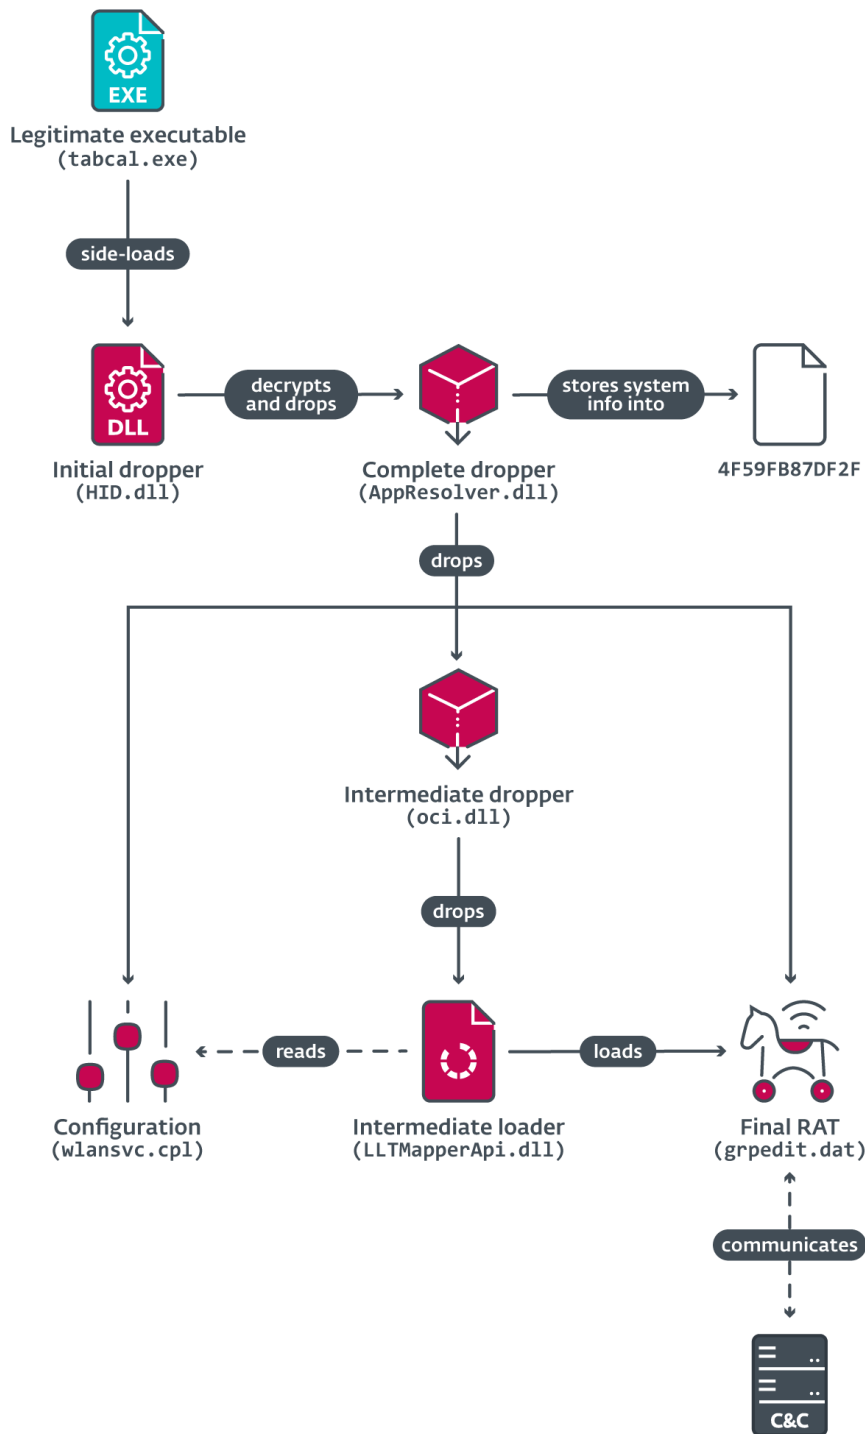 EXE
Legitimate executable
(tabcal.exe)
side-loads
DLL
Initial dropper
(HID.dll)
decrypts
and drops
Complete dropper
(AppResolver.dll)
stores system
info into
4F59FB87DF2F
drops
Intermediate dropper
(oci.dll)
drops
Configuration
(wlansvc.cpl)
reads
Intermediate loader
(LLTMapperApi.dll)
loads
Final RAT
(grpedit.dat)
communicates
C&C